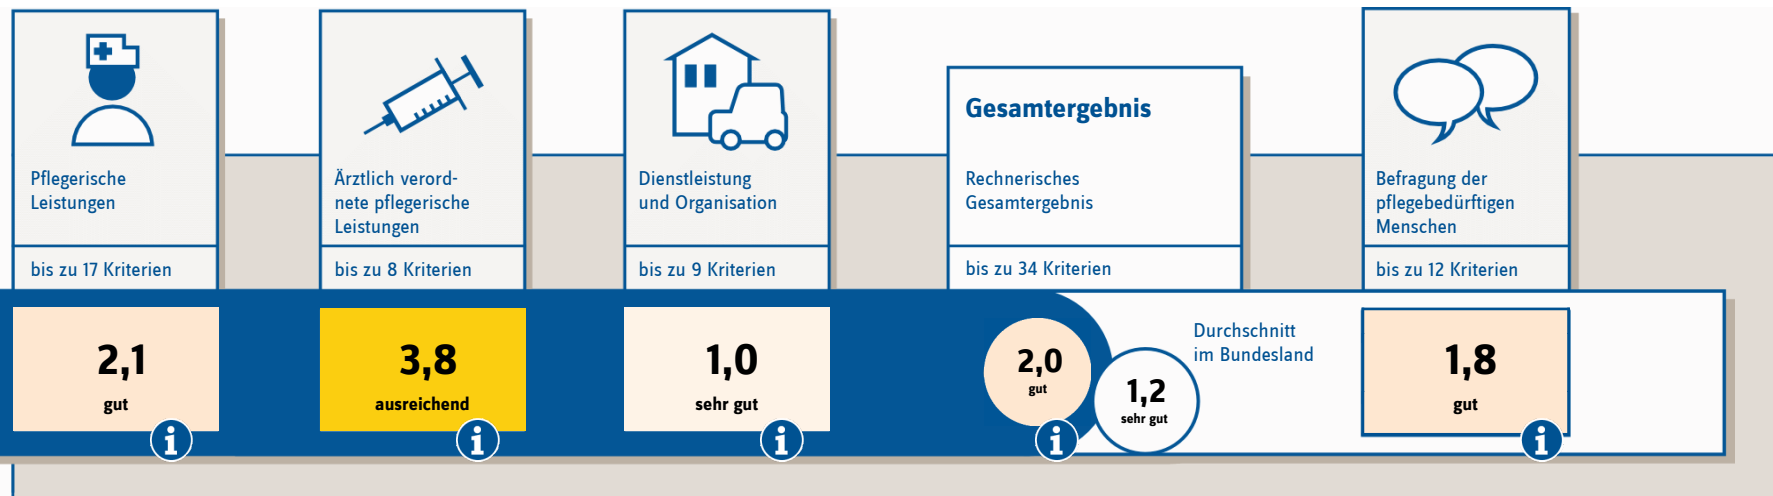 Pflegerische
Leistungen
bis zu 17 Kriterien
2,1
gut
i
Ärztlich verord-
nete pflegerische
Leistungen
bis zu 8 Kriterien
3,8
ausreichend
i
Dienstleistung
und Organisation
bis zu 9 Kriterien
1,0
sehr gut
i
Gesamtergebnis
Rechnerisches
Gesamtergebnis
bis zu 34 Kriterien
2,0
gut
i
1,2
sehr gut
Durchschnitt
im Bundesland
Befragung der
pflegebedürftigen
Menschen
bis zu 12 Kriterien
1,8
gut
i